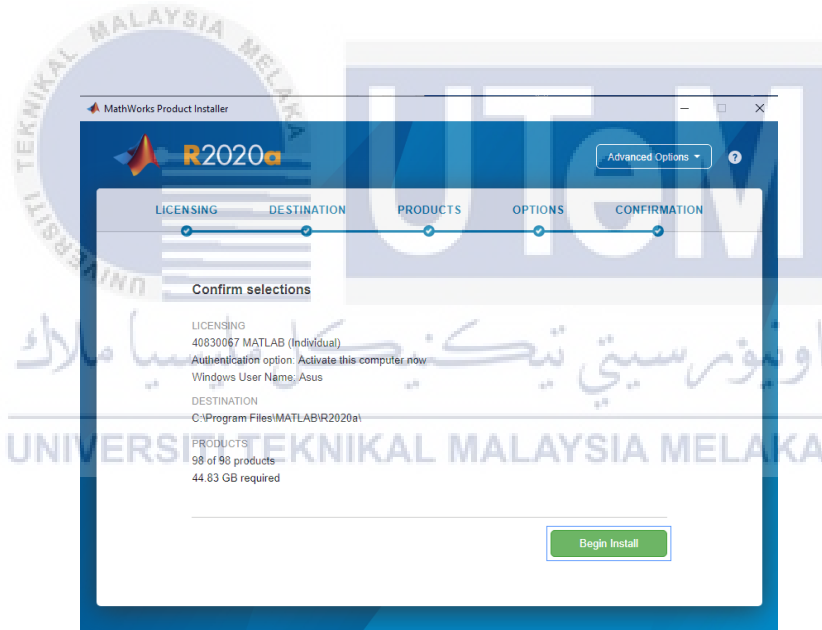 MathWorks Product Installer
R2020a
Advanced Options
?
LICENSING DESTINATION PRODUCTS OPTIONS CONFIRMATION
Confirm selections
LICENSING
40830067 MATLAB (Individual)
Authentication option: Activate this computer now
Windows User Name: Asus
DESTINATION
C:\Program Files\MATLAB\R2020a\
PRODUCTS
98 of 98 products
44.83 GB required
Begin Install
UNIVERSITI TEKNIKAL MALAYSIA MELAKA
UTeM
اونيۏرسيتي تيكنيكل مليسيا ملاك
UNIVERSITI TEKNIKAL MALAYSIA MELAKA